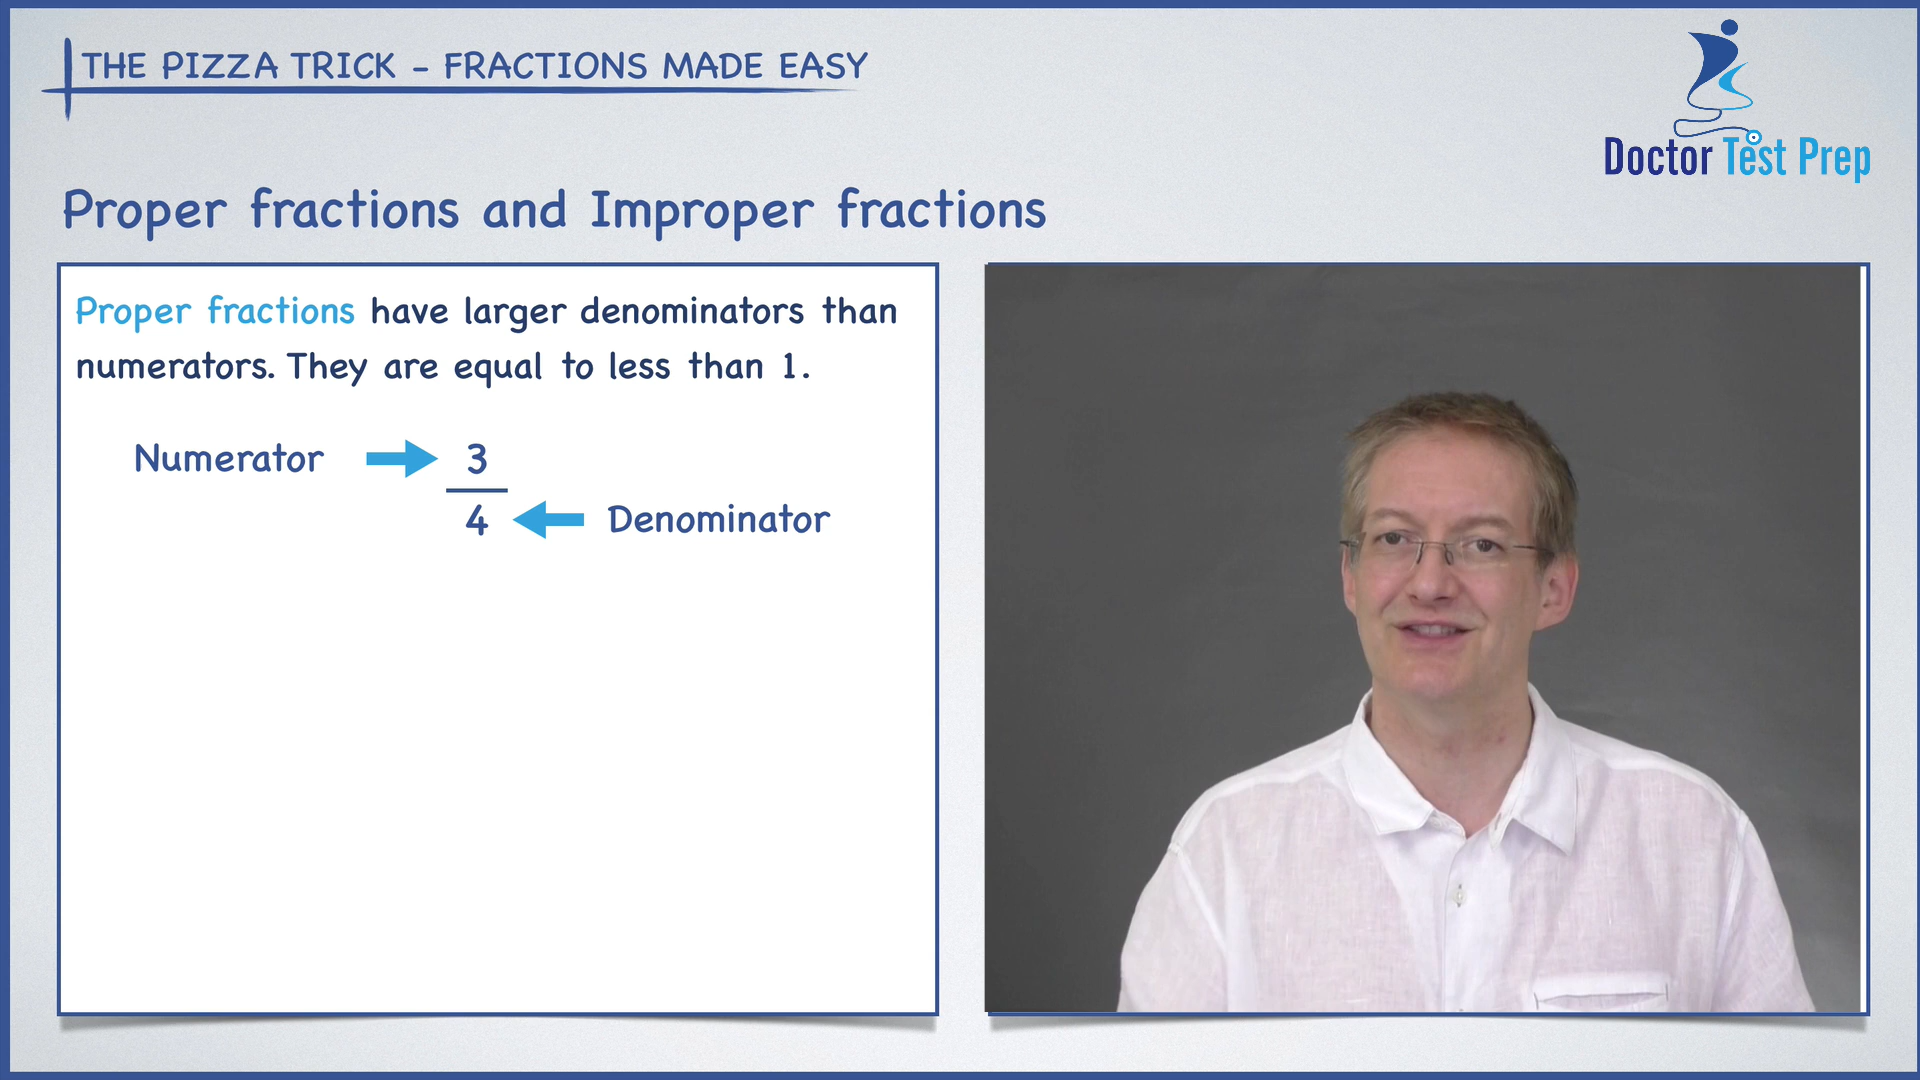 THE PIZZA TRICK - FRACTIONS MADE EASY
Doctor Test Prep
Proper fractions and Improper fractions
Proper fractions have larger denominators than
numerators. They are equal to less than 1.
Numerator 3
4 Denominator